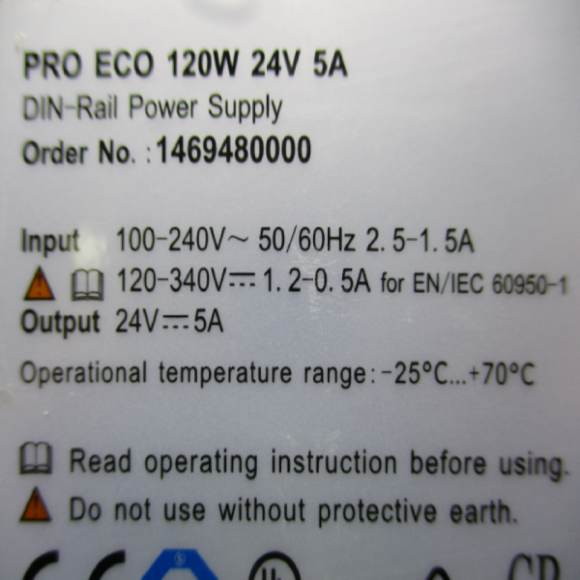 PRO ECO 120W 24V 5A
DIN-Rail Power Supply
Order No. : 1469480000
Input 100-240V~ 50/60Hz 2.5-1.5A
120-340V⎓ 1.2-0.5A for EN/IEC 60950-1
Output 24V⎓5A
Operational temperature range: -25°C...+70°C
Read operating instruction before using.
Do not use without protective earth.